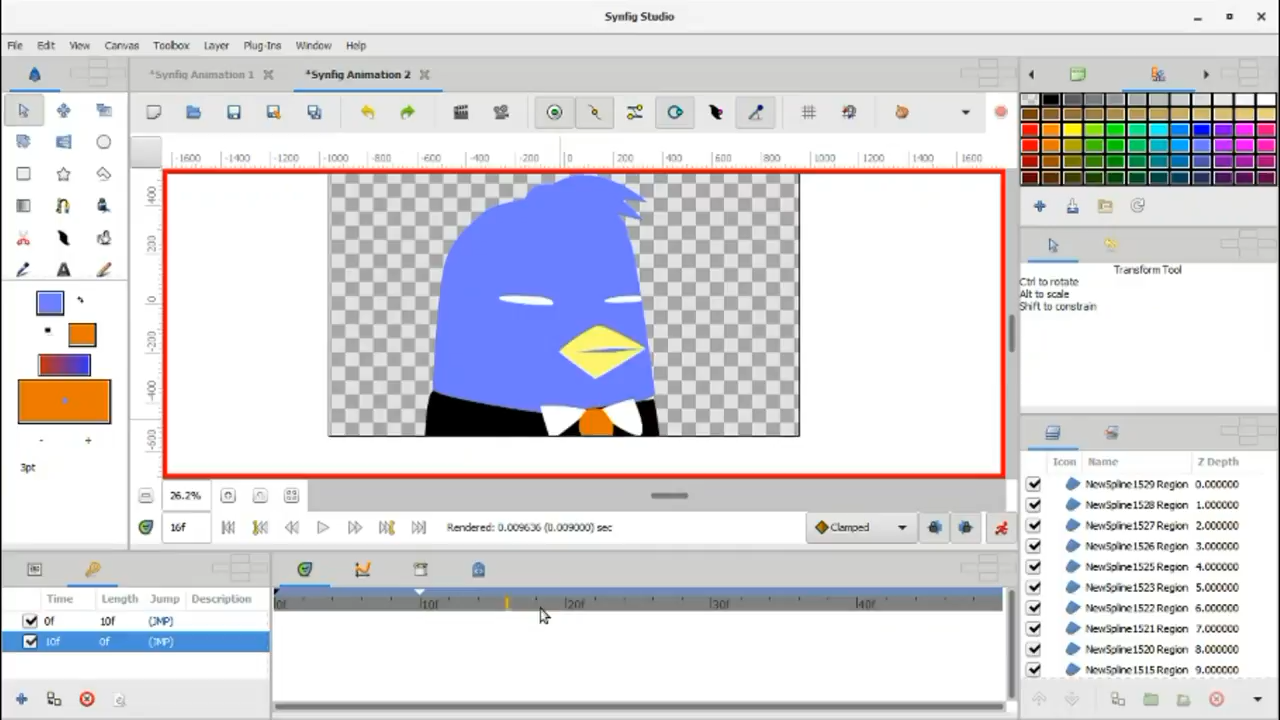 Synfig Studio
File Edit View Canvas Toolbox Layer Plug-Ins Window Help
*Synfig Animation 1 *Synfig Animation 2
-1600 -1400 -1200 -1000 -800 -600 -400 -200 0 200 400 600 800 1000 1200 1400 1600
400
200
0
-200
-400
-600
Transform Tool
Ctrl to rotate
Alt to scale
Shift to constrain
- +
3pt
Icon Name Z Depth
NewSpline1529 Region 0.000000
NewSpline1528 Region 1.000000
NewSpline1527 Region 2.000000
NewSpline1526 Region 3.000000
NewSpline1525 Region 4.000000
NewSpline1523 Region 5.000000
NewSpline1522 Region 6.000000
NewSpline1521 Region 7.000000
NewSpline1520 Region 8.000000
NewSpline1515 Region 9.000000
26.2%
16f Rendered: 0.009636 (0.009000) sec Clamped
Time Length Jump Description
0f 10f (JMP)
10f 0f (JMP)
0f 10f 20f 30f 40f